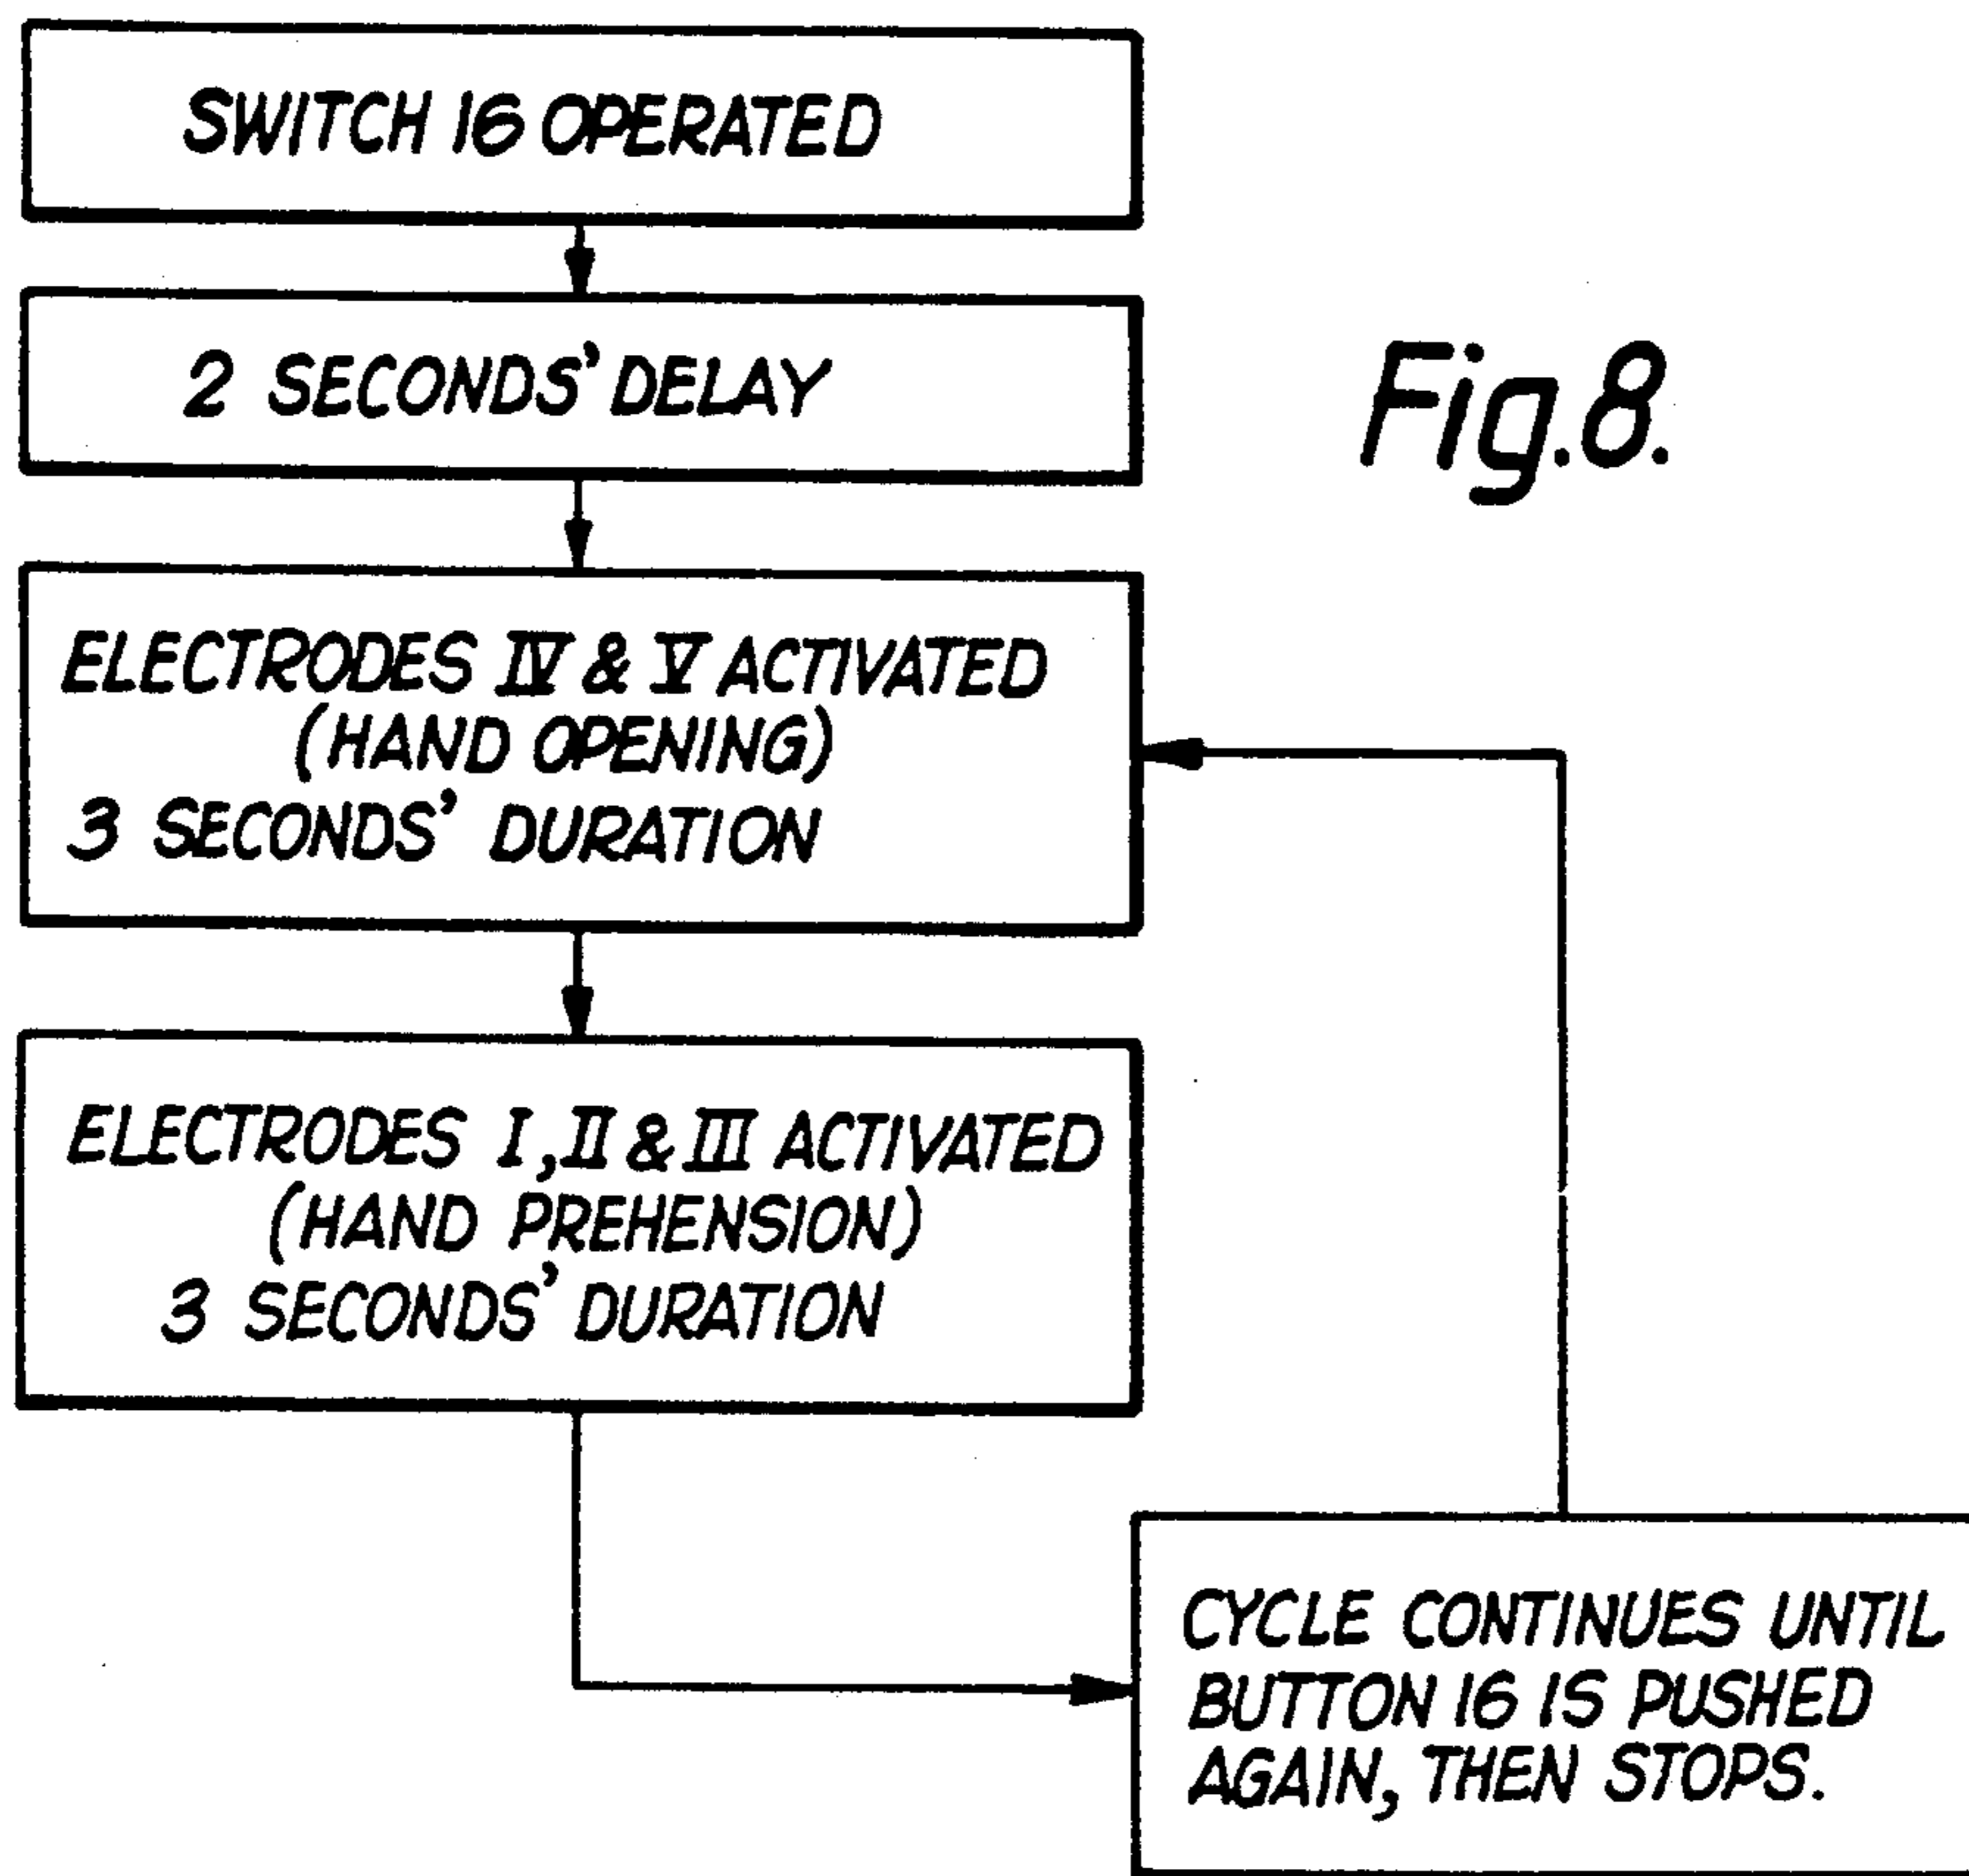 SWITCH 16 OPERATED
2 SECONDS' DELAY
Fig.8.
ELECTRODES IV & V ACTIVATED
(HAND OPENING)
3 SECONDS' DURATION
ELECTRODES I, II & III ACTIVATED
(HAND PREHENSION)
3 SECONDS' DURATION
CYCLE CONTINUES UNTIL
BUTTON 16 IS PUSHED
AGAIN, THEN STOPS.